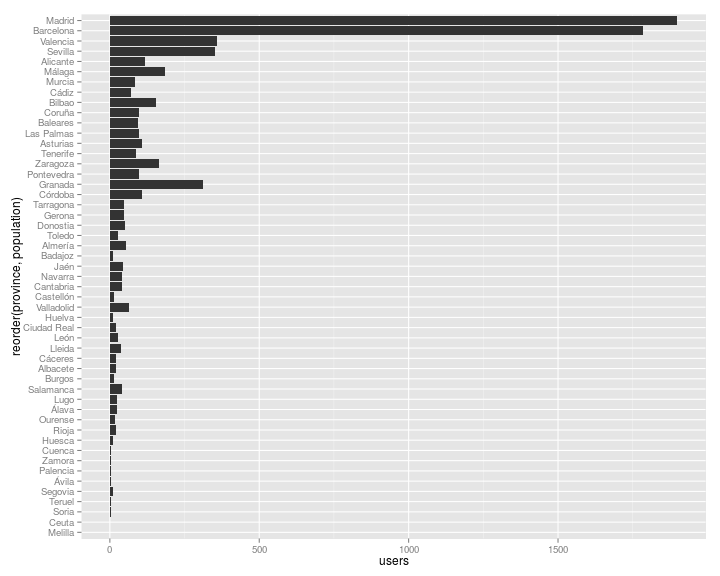 Madrid
Barcelona
Valencia
Sevilla
Alicante
Málaga
Murcia
Cádiz
Bilbao
Coruña
Baleares
Las Palmas
Asturias
Tenerife
Zaragoza
Pontevedra
Granada
Córdoba
Tarragona
Gerona
Donostia
Toledo
Almería
Badajoz
Jaén
Navarra
Cantabria
Castellón
Valladolid
Huelva
Ciudad Real
León
Lleida
Cáceres
Albacete
Burgos
Salamanca
Lugo
Álava
Ourense
Rioja
Huesca
Cuenca
Zamora
Palencia
Ávila
Segovia
Teruel
Soria
Ceuta
Melilla
reorder(province, population)
0 500 1000 1500
users